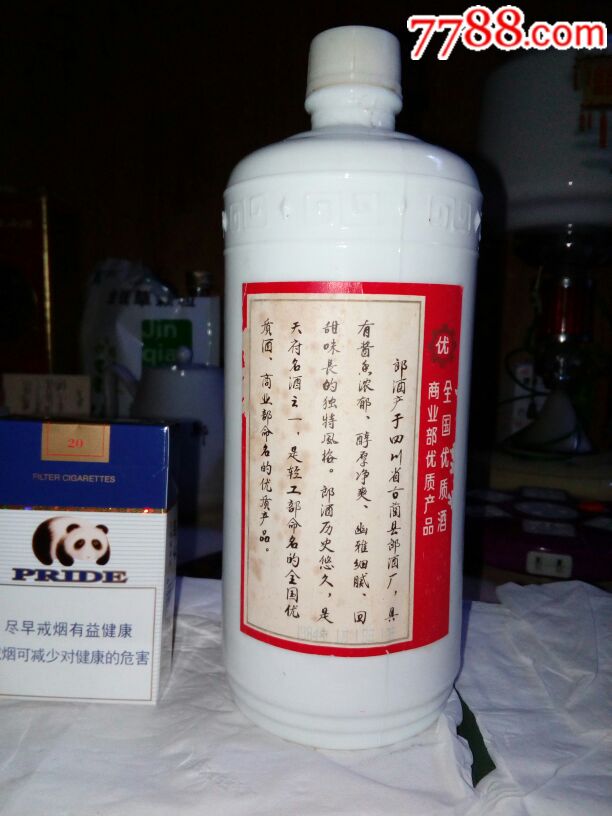 7788.com
郎酒产于四川省古蔺县郎酒厂，具
有酱香浓郁、醇厚净爽、幽雅细腻、回
甜味長的独特風格。郎酒历史悠久，是
天府名酒之一，是轻工部命名的全国优
质酒、商业部命名的优质产品。
优
全国优质酒
商业部优质产品
Jin
20
FILTER CIGARETTES
PRIDE
尽早戒烟有益健康
烟可减少对健康的危害